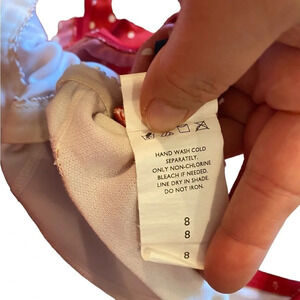 HAND WASH COLD
SEPARATELY.
ONLY NON-CHLORINE
BLEACH IF NEEDED.
LINE DRY IN SHADE.
DO NOT IRON.
8
8
8